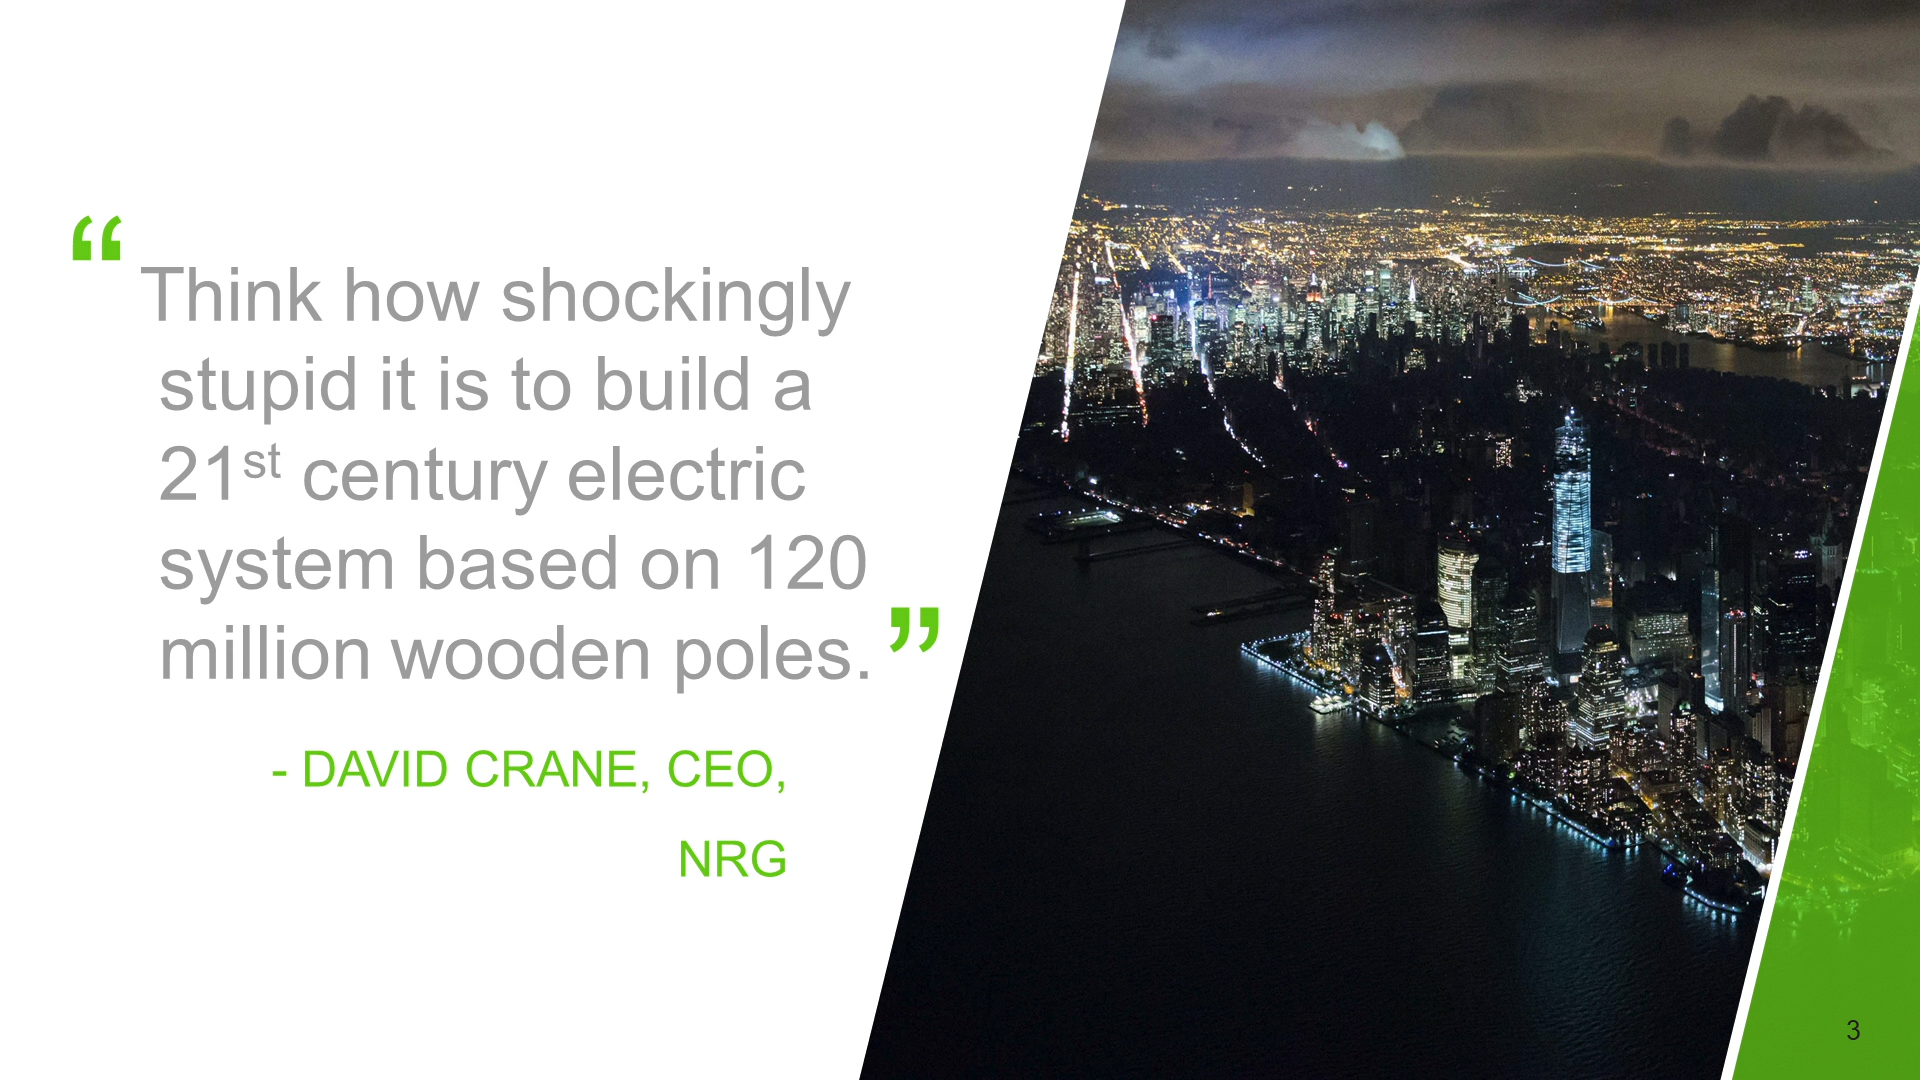 “Think how shockingly
stupid it is to build a
21st century electric
system based on 120
million wooden poles.”
- DAVID CRANE, CEO,
NRG
3